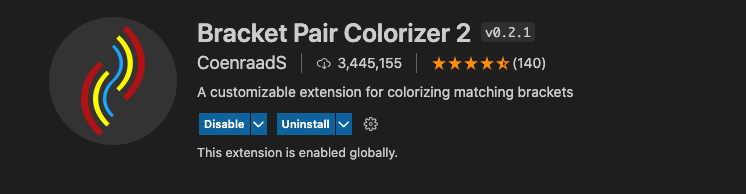 Bracket Pair Colorizer 2 v0.2.1
CoenraadS 3,445,155 (140)
A customizable extension for colorizing matching brackets
Disable Uninstall
This extension is enabled globally.